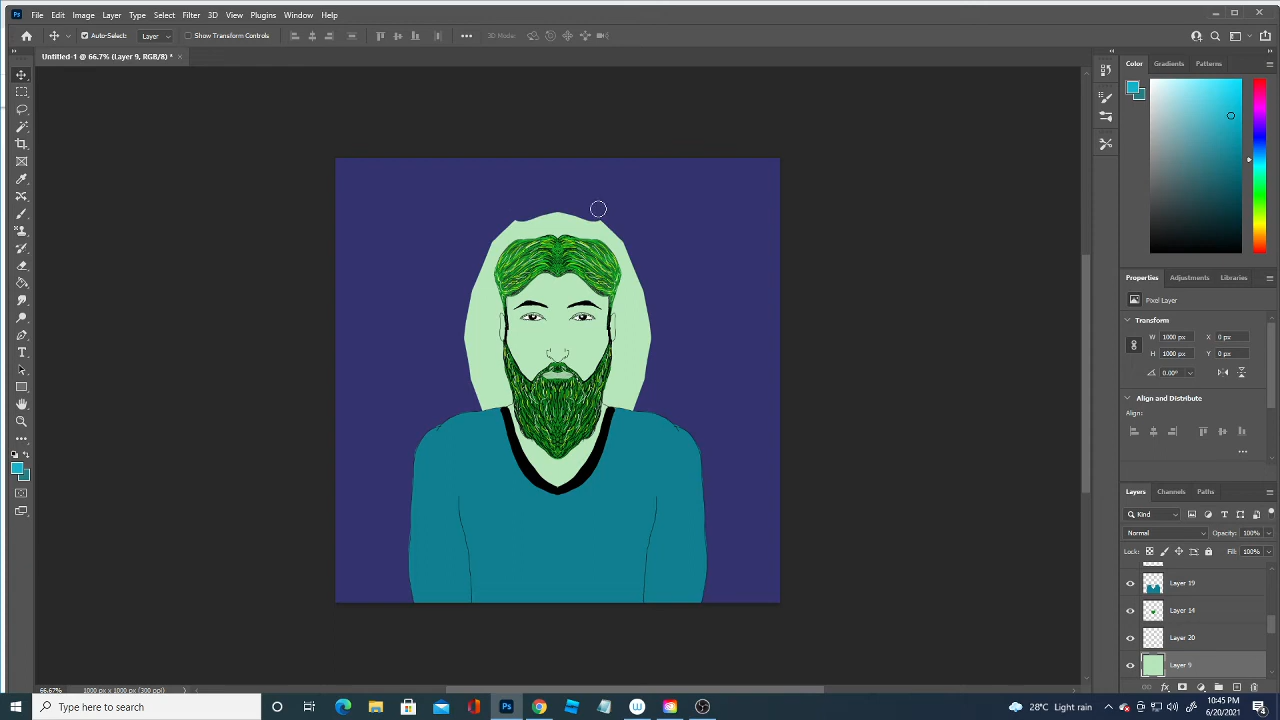 Ps File Edit Image Layer Type Select Filter 3D View Plugins Window Help
Auto-Select: Layer Show Transform Controls 3D Mode:
Untitled-1 @ 66.7% (Layer 9, RGB/8) *
Color Gradients Patterns
Properties Adjustments Libraries
Pixel Layer
Transform
W 1000 px X 0 px
H 1000 px Y 0 px
0.00°
Align and Distribute
Align:
Layers Channels Paths
Kind
Normal Opacity: 100%
Lock: Fill: 100%
Layer 19
Layer 14
Layer 20
Layer 9
66.67% 1000 px x 1000 px (300 ppi)
Type here to search
Ps
28°C Light rain
10:45 PM
6/20/2021